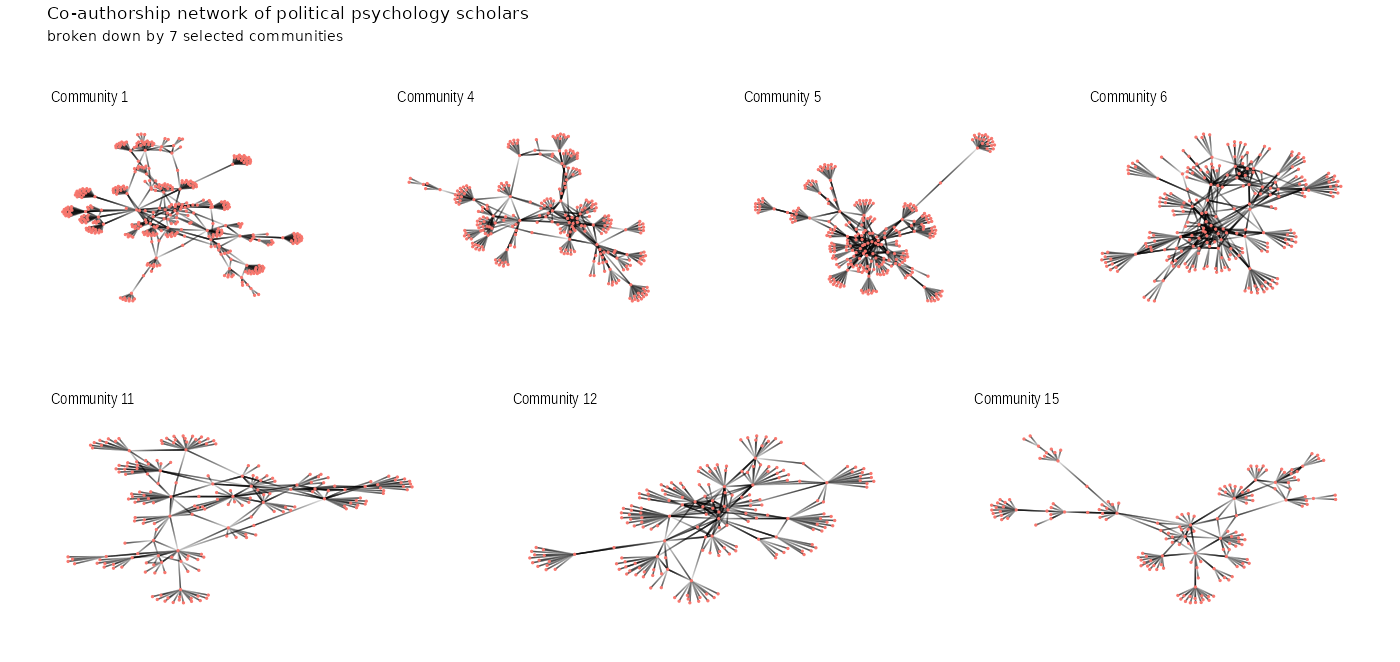 Co-authorship network of political psychology scholars
broken down by 7 selected communities
Community 1
Community 4
Community 5
Community 6
Community 11
Community 12
Community 15